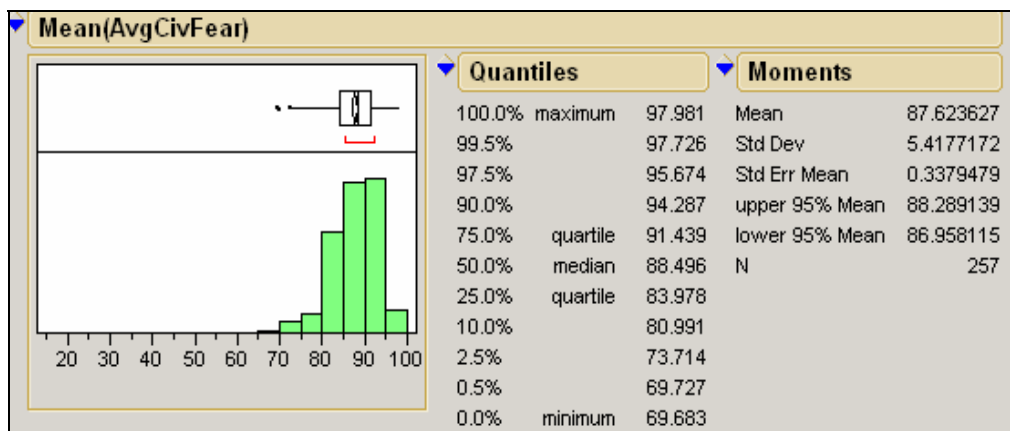 Mean(AvgCivFear)
20 30 40 50 60 70 80 90 100
Quantiles
100.0% maximum 97.981
99.5% 97.726
97.5% 95.674
90.0% 94.287
75.0% quartile 91.439
50.0% median 88.496
25.0% quartile 83.978
10.0% 80.991
2.5% 73.714
0.5% 69.727
0.0% minimum 69.683
Moments
Mean 87.623627
Std Dev 5.4177172
Std Err Mean 0.3379479
upper 95% Mean 88.289139
lower 95% Mean 86.958115
N 257